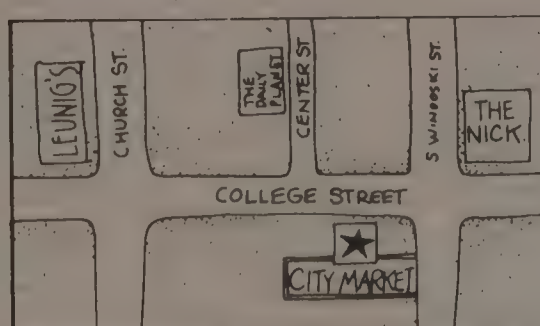 LEUNIG'S
CHURCH ST.
THE
DAILY
PLANET
CENTER ST
S WINOOSKI ST.
THE
NICK
COLLEGE STREET
CITY MARKET